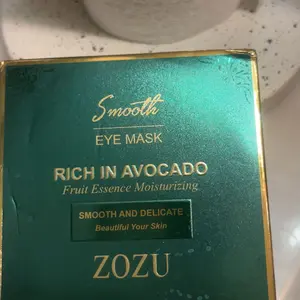 Smooth
EYE MASK
RICH IN AVOCADO
Fruit Essence Moisturizing
SMOOTH AND DELICATE
Beautiful Your Skin
ZOZU